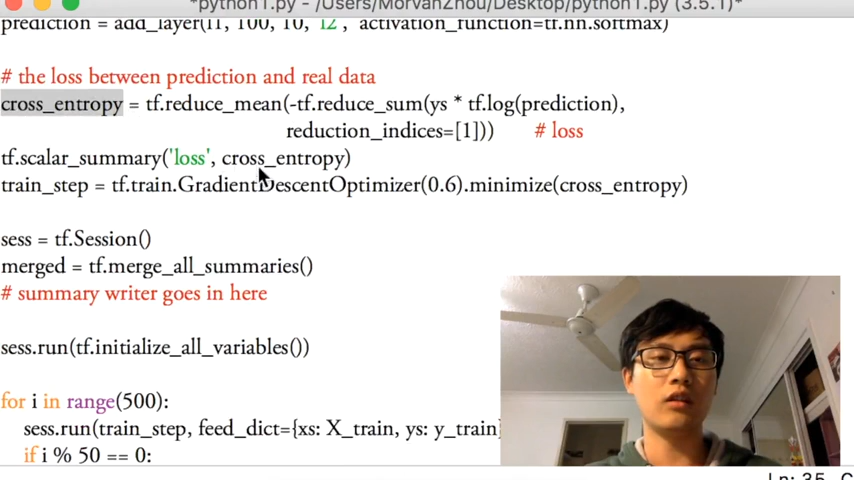 *python1.py - /Users/MorvanZhou/Desktop/python1.py (3.5.1)*
prediction = add_layer(l1, 100, 10, 'l2', activation_function=tf.nn.softmax)
# the loss between prediction and real data
cross_entropy = tf.reduce_mean(-tf.reduce_sum(ys * tf.log(prediction),
reduction_indices=[1])) # loss
tf.scalar_summary('loss', cross_entropy)
train_step = tf.train.GradientDescentOptimizer(0.6).minimize(cross_entropy)
sess = tf.Session()
merged = tf.merge_all_summaries()
# summary writer goes in here
sess.run(tf.initialize_all_variables())
for i in range(500):
sess.run(train_step, feed_dict={xs: X_train, ys: y_train
if i % 50 == 0:
Ln: 35